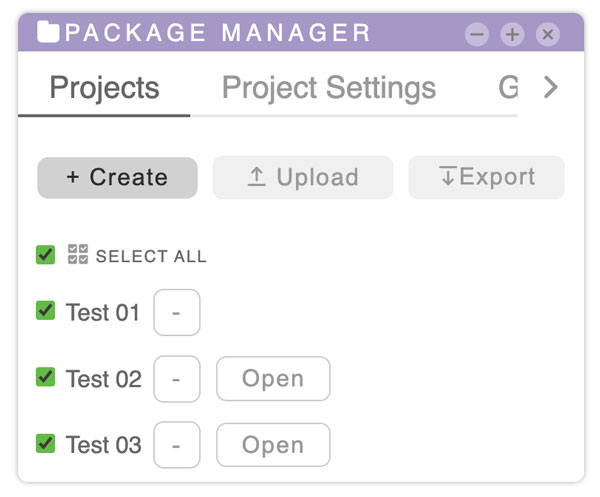 PACKAGE MANAGER
Projects Project Settings G
+ Create Upload Export
SELECT ALL
Test 01 -
Test 02 - Open
Test 03 - Open